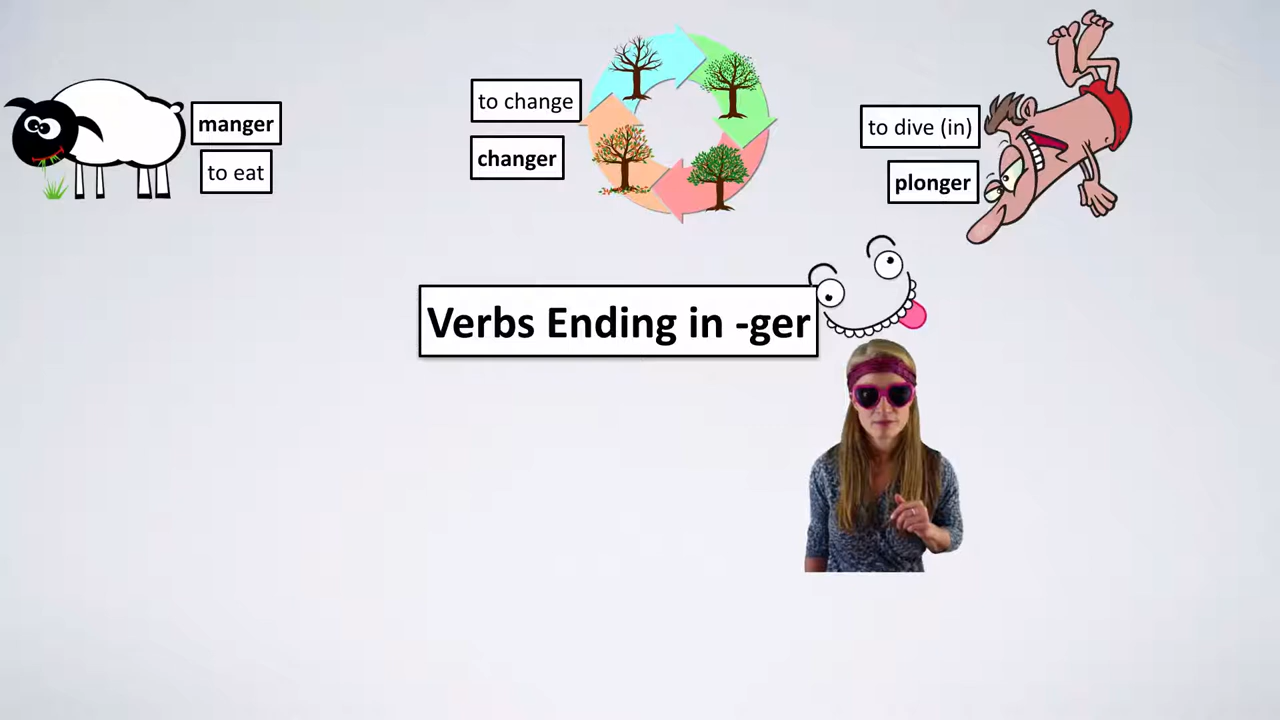 manger
to eat
to change
changer
to dive (in)
plonger
Verbs Ending in -ger